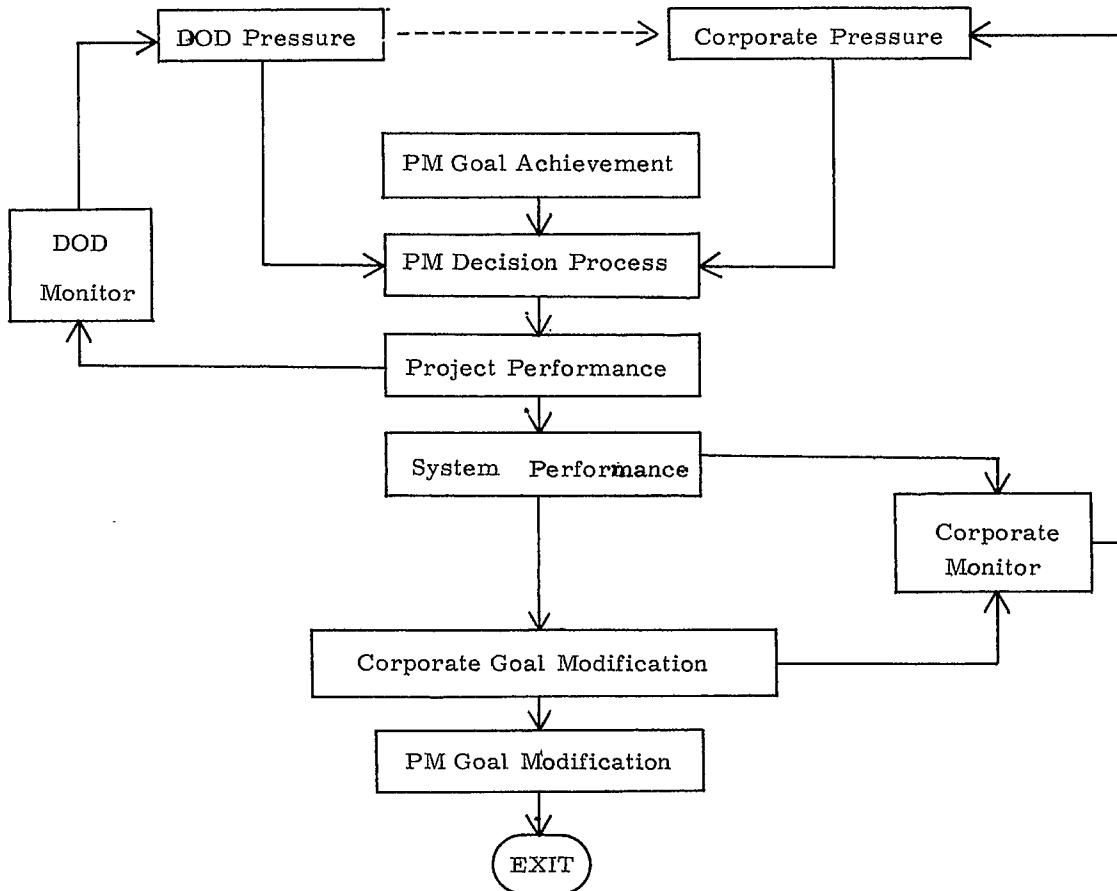 DOD Pressure
Corporate Pressure
PM Goal Achievement
DOD
Monitor
PM Decision Process
Project Performance
System Performance
Corporate
Monitor
Corporate Goal Modification
PM Goal Modification
EXIT